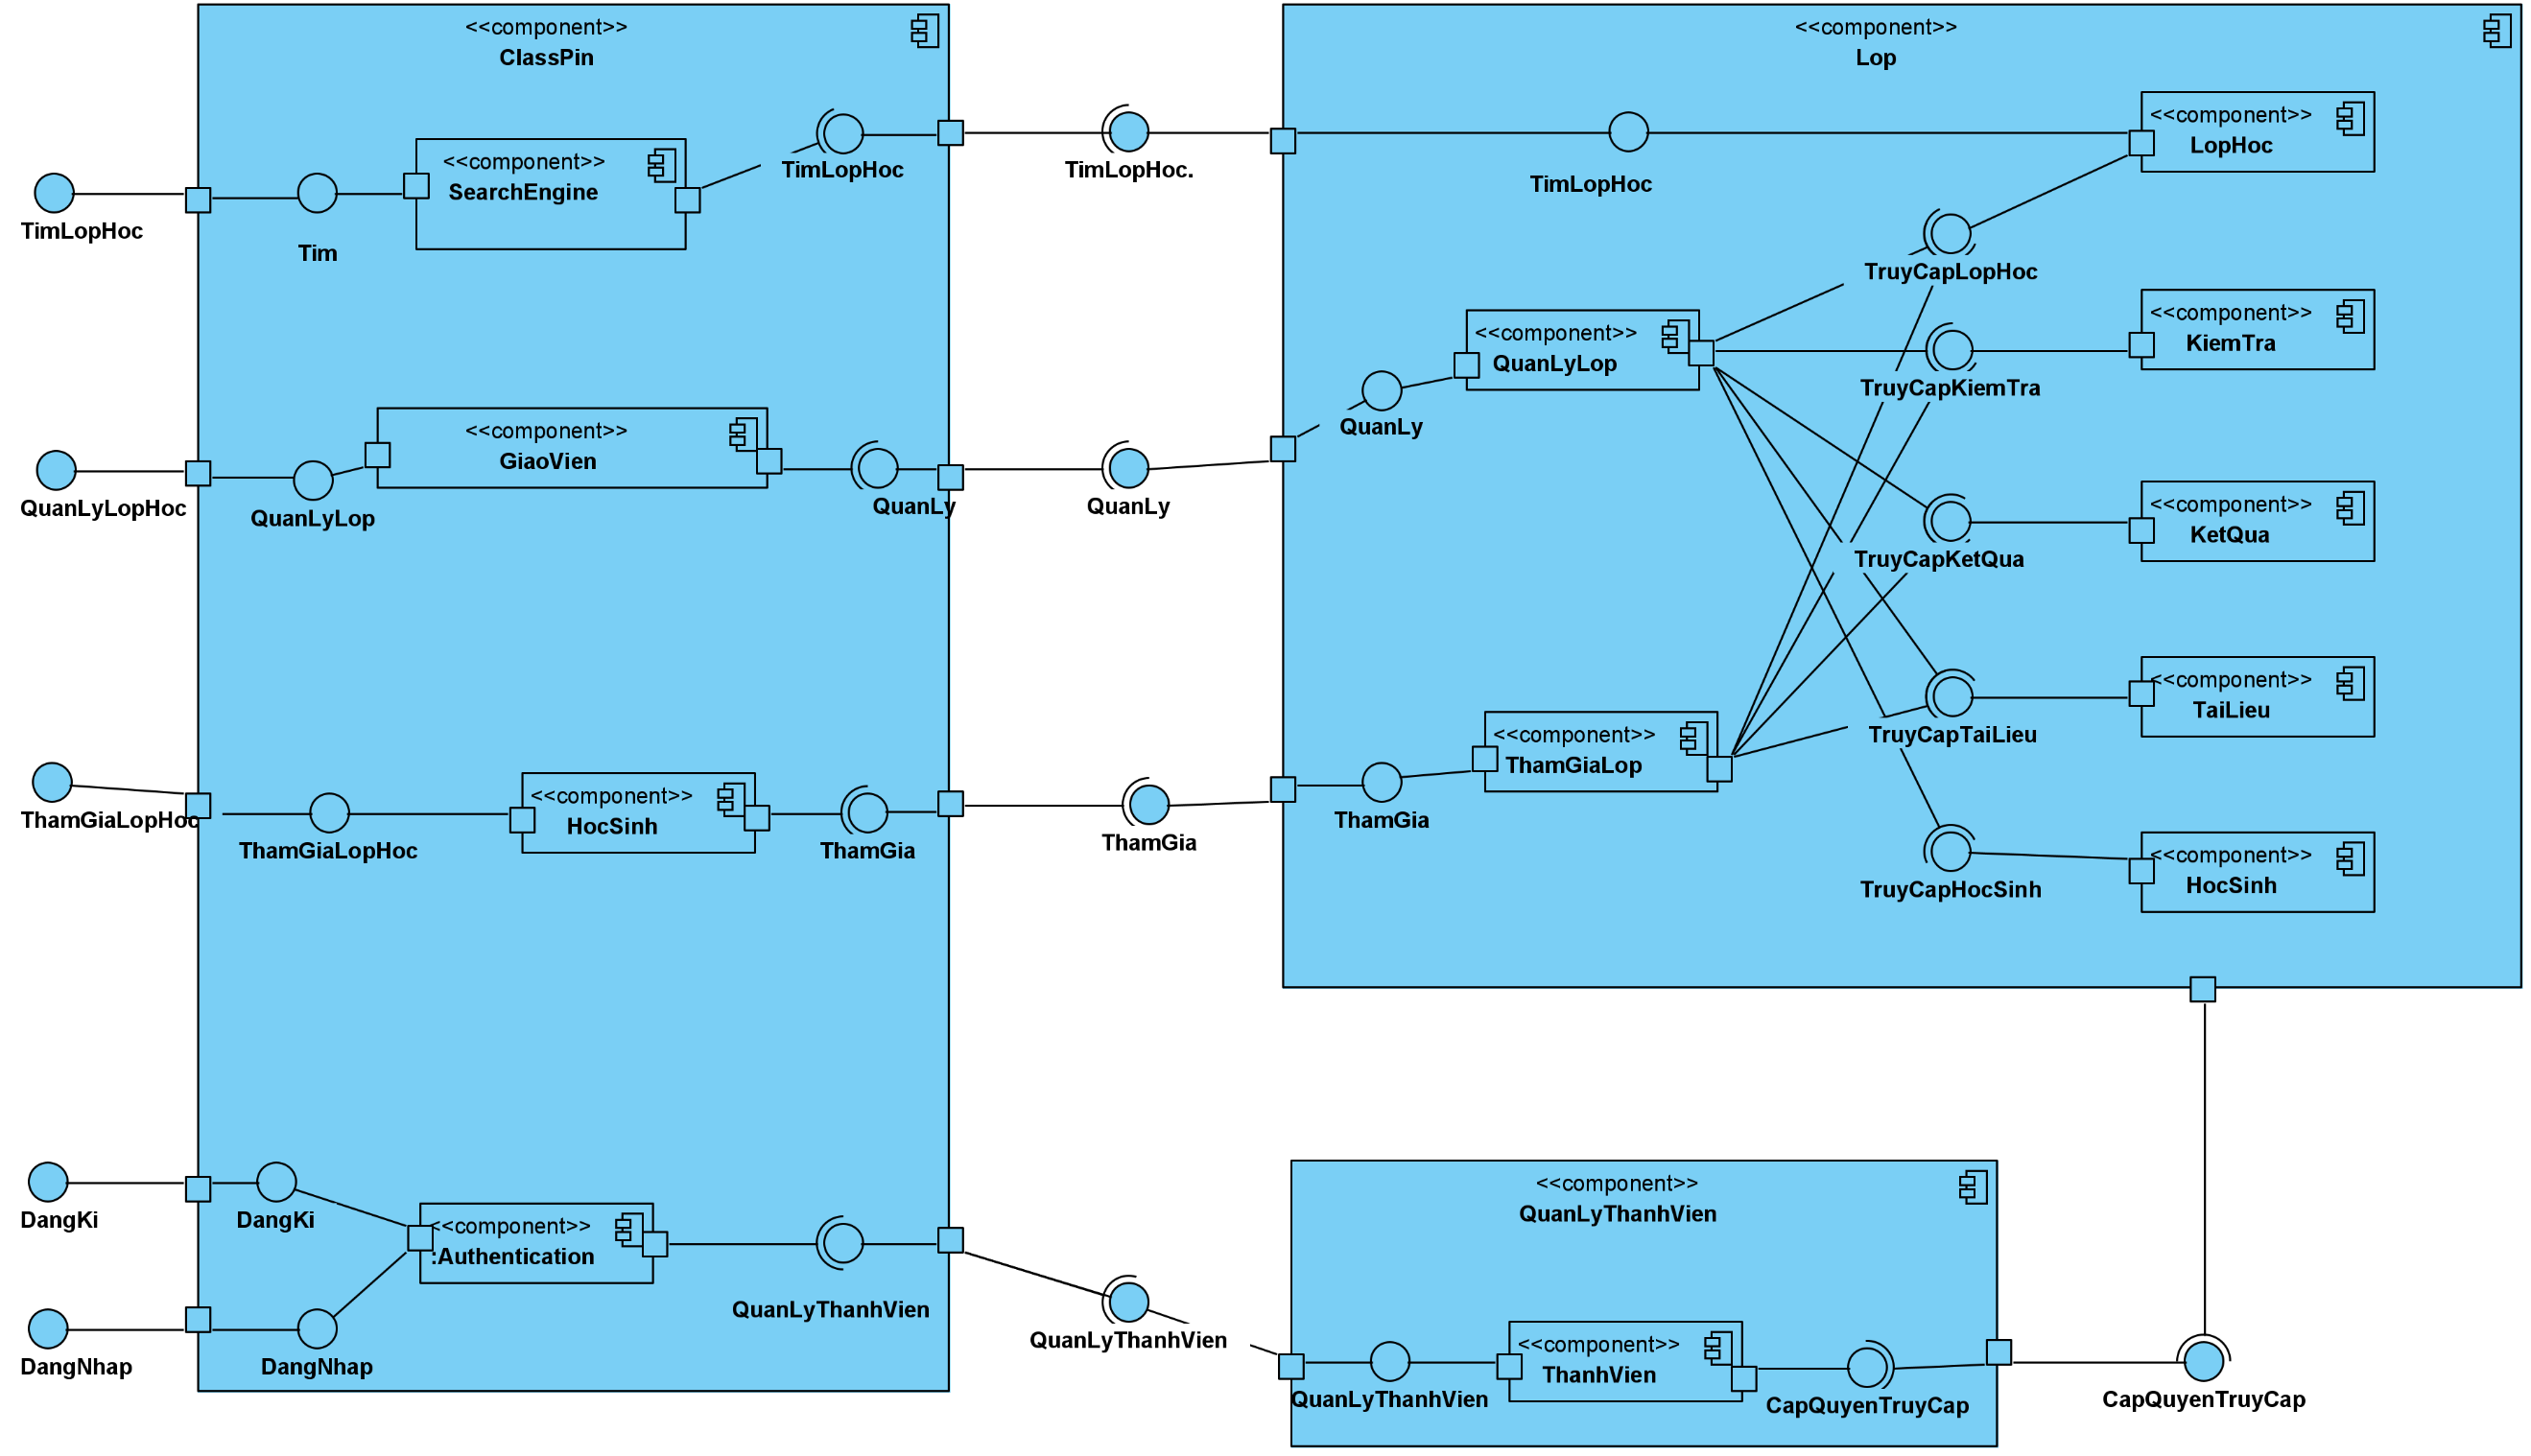 <<component>>
ClassPin
<<component>>
Lop
<<component>>
LopHoc
<<component>>
SearchEngine
TimLopHoc
TimLopHoc.
TimLopHoc
TimLopHoc
Tim
TruyCapLopHoc
<<component>>
KiemTra
<<component>>
QuanLyLop
TruyCapKiemTra
QuanLy
<<component>>
GiaoVien
QuanLyLopHoc
QuanLyLop
QuanLy
QuanLy
<<component>>
KetQua
TruyCapKetQua
<<component>>
TaiLieu
TruyCapTaiLieu
<<component>>
ThamGiaLop
<<component>>
HocSinh
ThamGiaLopHoc
ThamGiaLopHoc
ThamGia
ThamGia
ThamGia
<<component>>
HocSinh
TruyCapHocSinh
<<component>>
QuanLyThanhVien
DangKi
DangKi
<<component>>
:Authentication
QuanLyThanhVien
QuanLyThanhVien
DangNhap
DangNhap
<<component>>
ThanhVien
QuanLyThanhVien
CapQuyenTruyCap
CapQuyenTruyCap